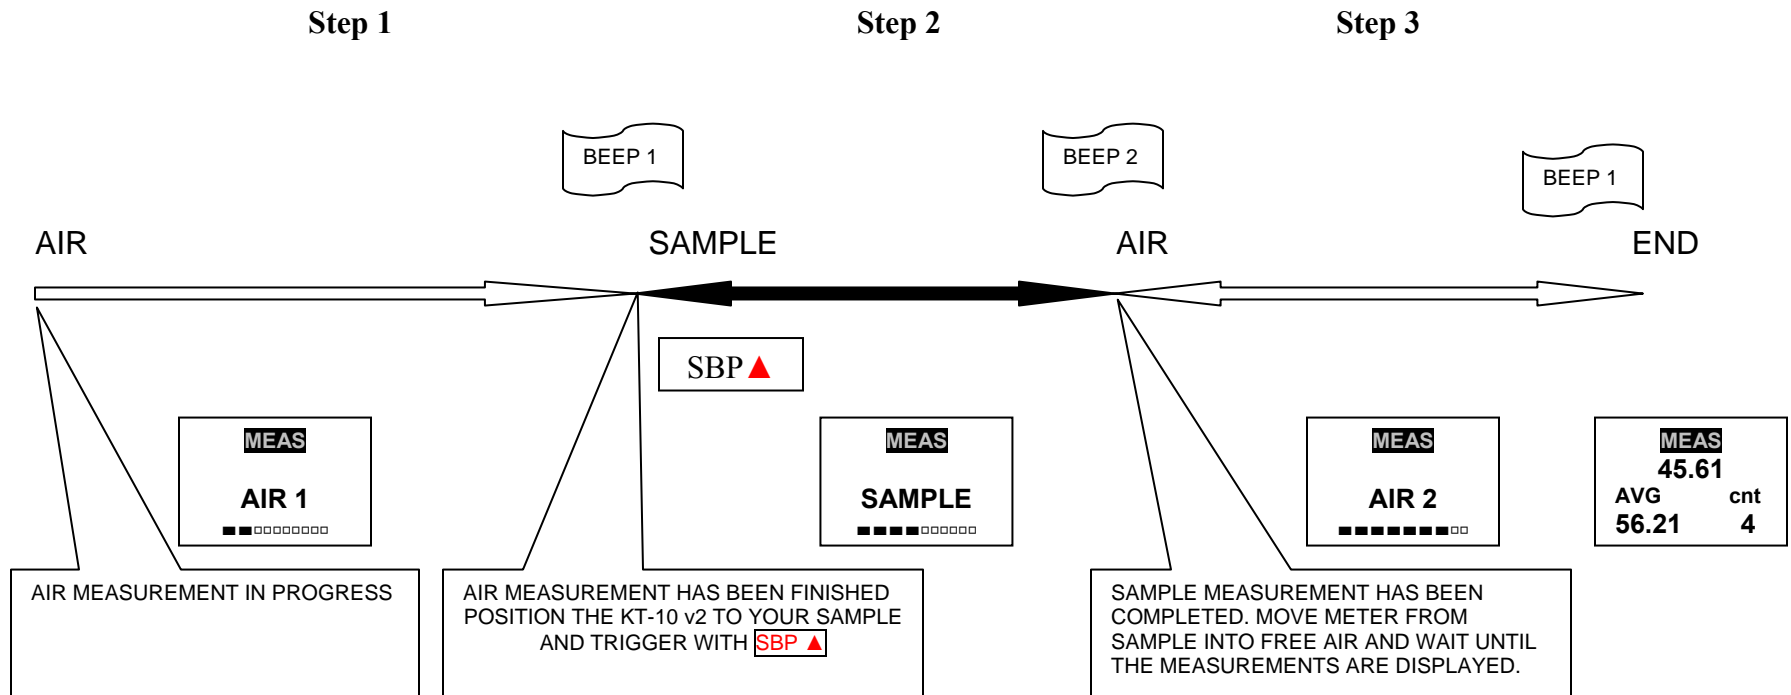 Step 1
Step 2
Step 3
BEEP 1
BEEP 2
BEEP 1
AIR
SAMPLE
AIR
END
SBP▲
MEAS
AIR 1
MEAS
SAMPLE
MEAS
AIR 2
MEAS
45.61
AVG cnt
56.21 4
AIR MEASUREMENT IN PROGRESS
AIR MEASUREMENT HAS BEEN FINISHED
POSITION THE KT-10 v2 TO YOUR SAMPLE
AND TRIGGER WITH SBP ▲
SAMPLE MEASUREMENT HAS BEEN
COMPLETED. MOVE METER FROM
SAMPLE INTO FREE AIR AND WAIT UNTIL
THE MEASUREMENTS ARE DISPLAYED.